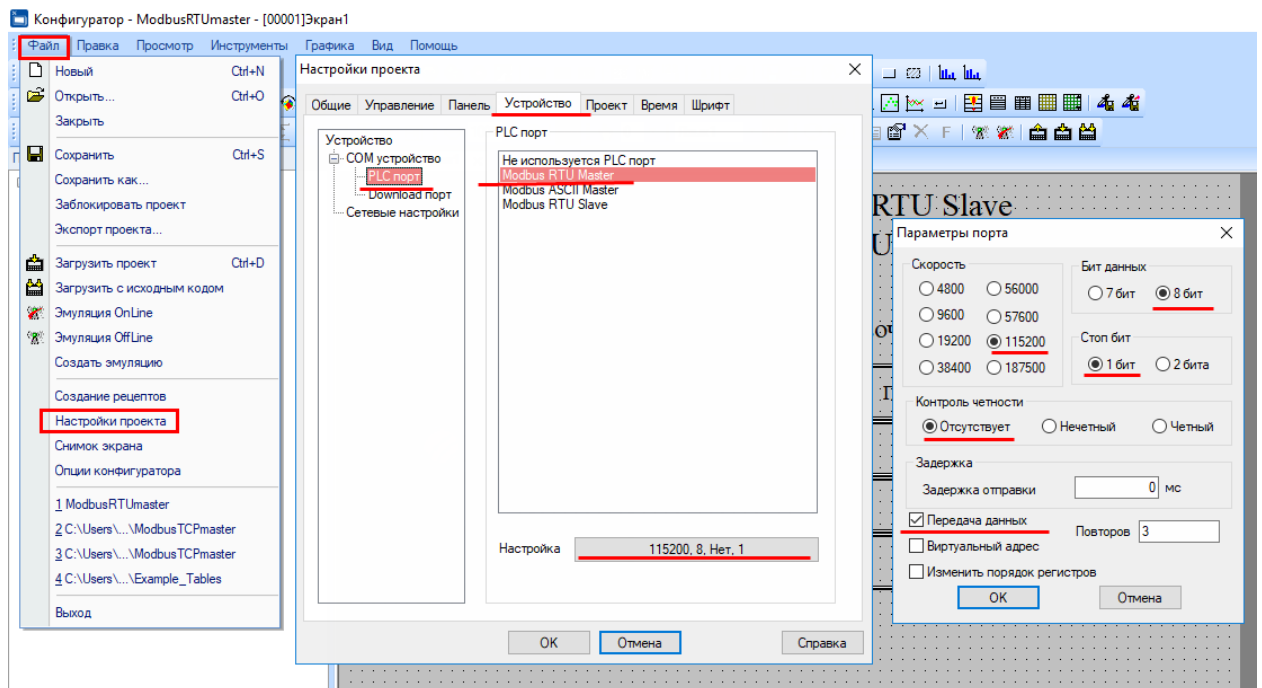 Конфигуратор - ModbusRTUmaster - [00001]Экран1
Файл Правка Просмотр Инструменты Графика Вид Помощь
Новый Ctrl+N
Открыть... Ctrl+O
Закрыть
Сохранить Ctrl+S
Сохранить как...
Заблокировать проект
Экспорт проекта...
Загрузить проект Ctrl+D
Загрузить с исходным кодом
Эмуляция OnLine
Эмуляция OffLine
Создать эмуляцию
Создание рецептов
Настройки проекта
Снимок экрана
Опции конфигуратора
1 ModbusRTUmaster
2 C:\Users\...\ModbusTCPmaster
3 C:\Users\...\ModbusTCPmaster
4 C:\Users\...\Example_Tables
Выход
Настройки проекта
Общие Управление Панель Устройство Проект Время Шрифт
Устройство
COM устройство
PLC порт
Download порт
Сетевые настройки
PLC порт
Не используется PLC порт
Modbus RTU Master
Modbus ASCII Master
Modbus RTU Slave
Настройка 115200, 8, Нет, 1
OK Отмена Справка
RTU Slave
Параметры порта
Скорость
4800 56000
9600 57600
19200 115200
38400 187500
Бит данных
7 бит 8 бит
Стоп бит
1 бит 2 бита
Контроль четности
Отсутствует Нечетный Четный
Задержка
Задержка отправки 0 мс
Передача данных
Повторов 3
Виртуальный адрес
Изменить порядок регистров
OK Отмена